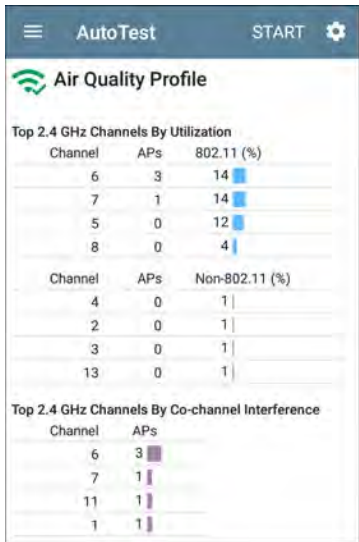 AutoTest START
Air Quality Profile
Top 2.4 GHz Channels By Utilization
Channel APs 802.11 (%)
6 3 14
7 1 14
5 0 12
8 0 4
Channel APs Non-802.11 (%)
4 0 1
2 0 1
3 0 1
13 0 1
Top 2.4 GHz Channels By Co-channel Interference
Channel APs
6 3
7 1
11 1
1 1